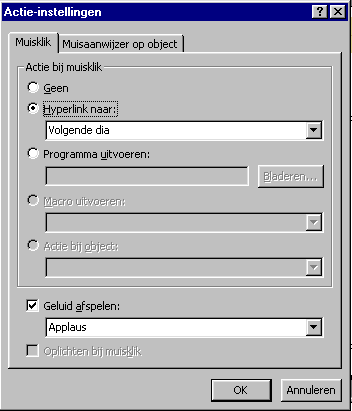 Actie-instellingen
Muisklik Muisaanwijzer op object
Actie bij muisklik
Geen
Hyperlink naar:
Volgende dia
Programma uitvoeren:
Bladeren...
Macro uitvoeren:
Actie bij object:
Geluid afspelen:
Applaus
Oplichten bij muisklik
OK Annuleren